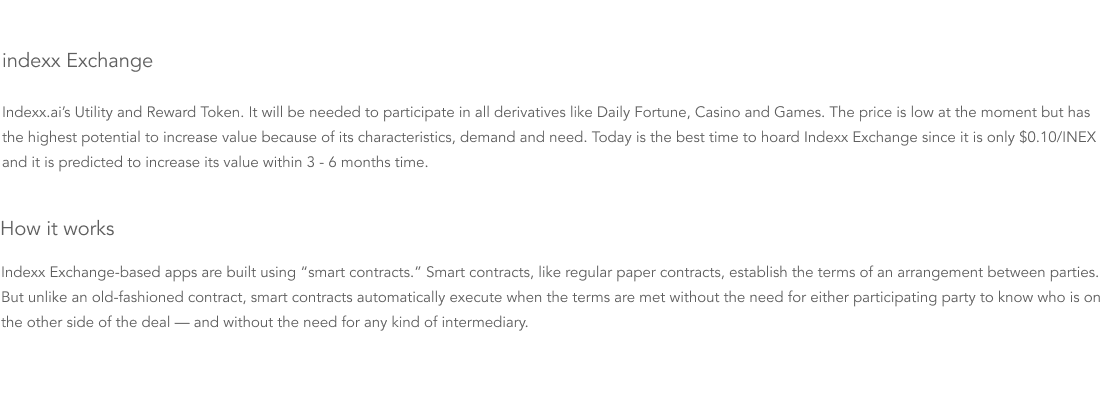 indexx Exchange
Indexx.ai’s Utility and Reward Token. It will be needed to participate in all derivatives like Daily Fortune, Casino and Games. The price is low at the moment but has
the highest potential to increase value because of its characteristics, demand and need. Today is the best time to hoard Indexx Exchange since it is only $0.10/INEX
and it is predicted to increase its value within 3 - 6 months time.
How it works
Indexx Exchange-based apps are built using “smart contracts.” Smart contracts, like regular paper contracts, establish the terms of an arrangement between parties.
But unlike an old-fashioned contract, smart contracts automatically execute when the terms are met without the need for either participating party to know who is on
the other side of the deal — and without the need for any kind of intermediary.